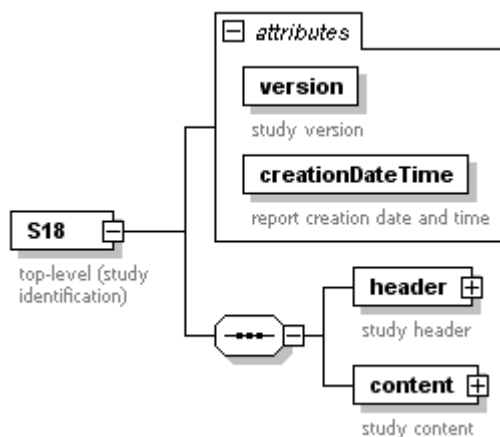 attributes
version
study version
creationDateTime
report creation date and time
S18
top-level (study
identification)
header
study header
content
study content